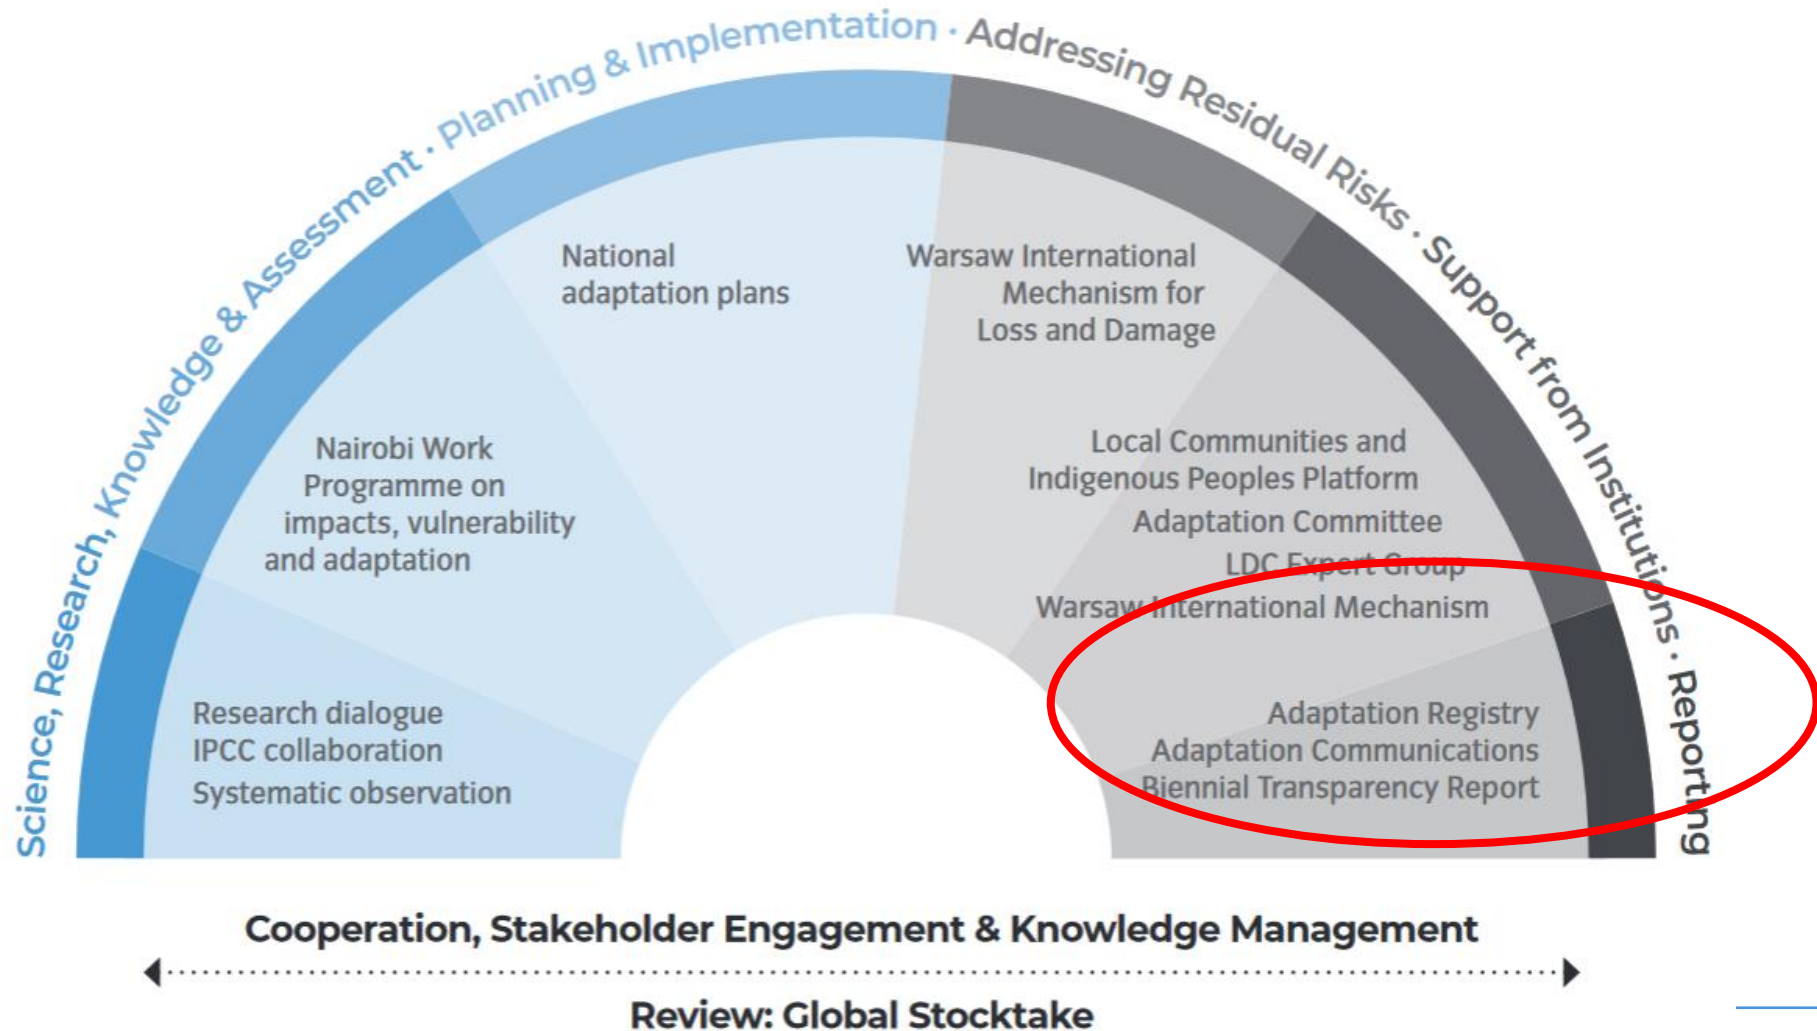 Science, Research, Knowledge & Assessment · Planning & Implementation · Addressing Residual Risks · Support from Institutions · Reporting
National
adaptation plans
Warsaw International
Mechanism for
Loss and Damage
Nairobi Work
Programme on
impacts, vulnerability
and adaptation
Local Communities and
Indigenous Peoples Platform
Adaptation Committee
LDC Expert Group
Warsaw International Mechanism
Research dialogue
IPCC collaboration
Systematic observation
Adaptation Registry
Adaptation Communications
Biennial Transparency Report
Cooperation, Stakeholder Engagement & Knowledge Management
Review: Global Stocktake